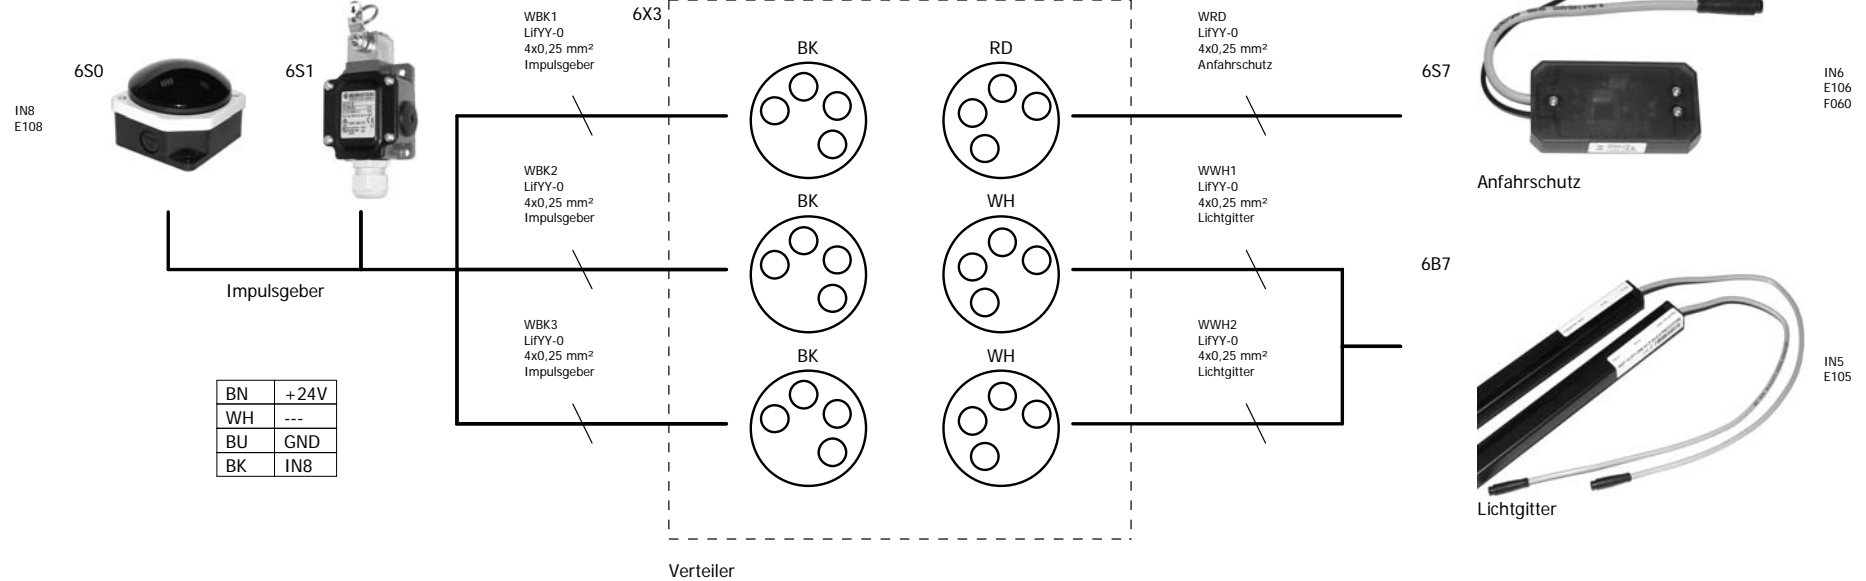 6X3
WBK1
LifYY-0
4x0,25 mm²
Impulsgeber
WRD
LifYY-0
4x0,25 mm²
Anfahrschutz
6S0
6S1
BK
RD
6S7
IN8
E108
IN6
E106
F060
WBK2
LifYY-0
4x0,25 mm²
Impulsgeber
BK
WH
WWH1
LifYY-0
4x0,25 mm²
Lichtgitter
Anfahrschutz
Impulsgeber
6B7
WBK3
LifYY-0
4x0,25 mm²
Impulsgeber
BK
WH
WWH2
LifYY-0
4x0,25 mm²
Lichtgitter
IN5
E105
BN +24V
WH ---
BU GND
BK IN8
Lichtgitter
Verteiler